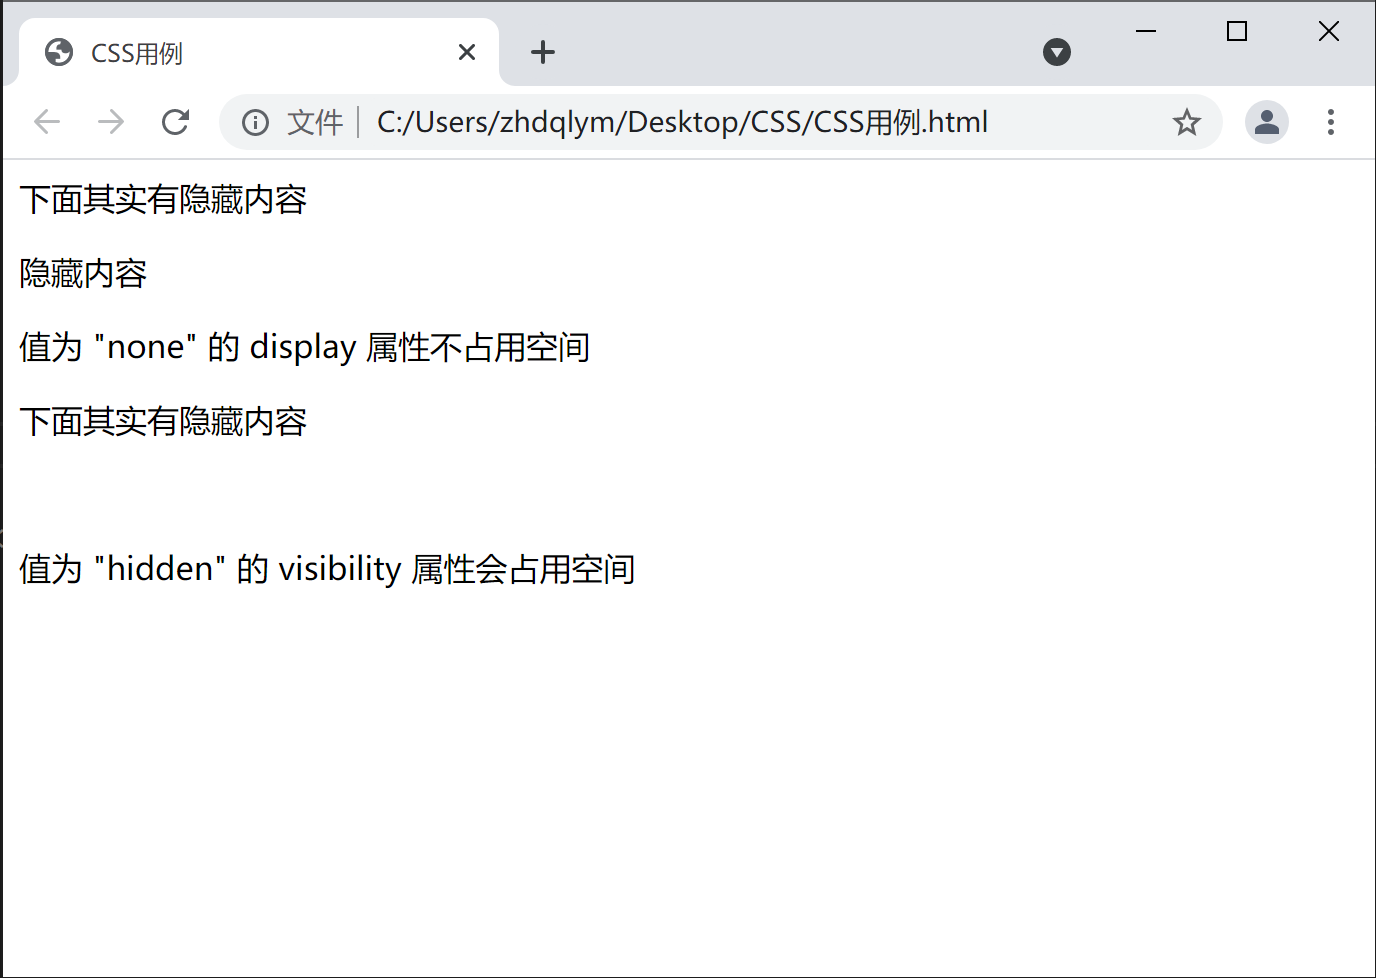 CSS用例
文件 C:/Users/zhdqlym/Desktop/CSS/CSS用例.html
下面其实有隐藏内容
隐藏内容
值为 "none" 的 display 属性不占用空间
下面其实有隐藏内容
值为 "hidden" 的 visibility 属性会占用空间